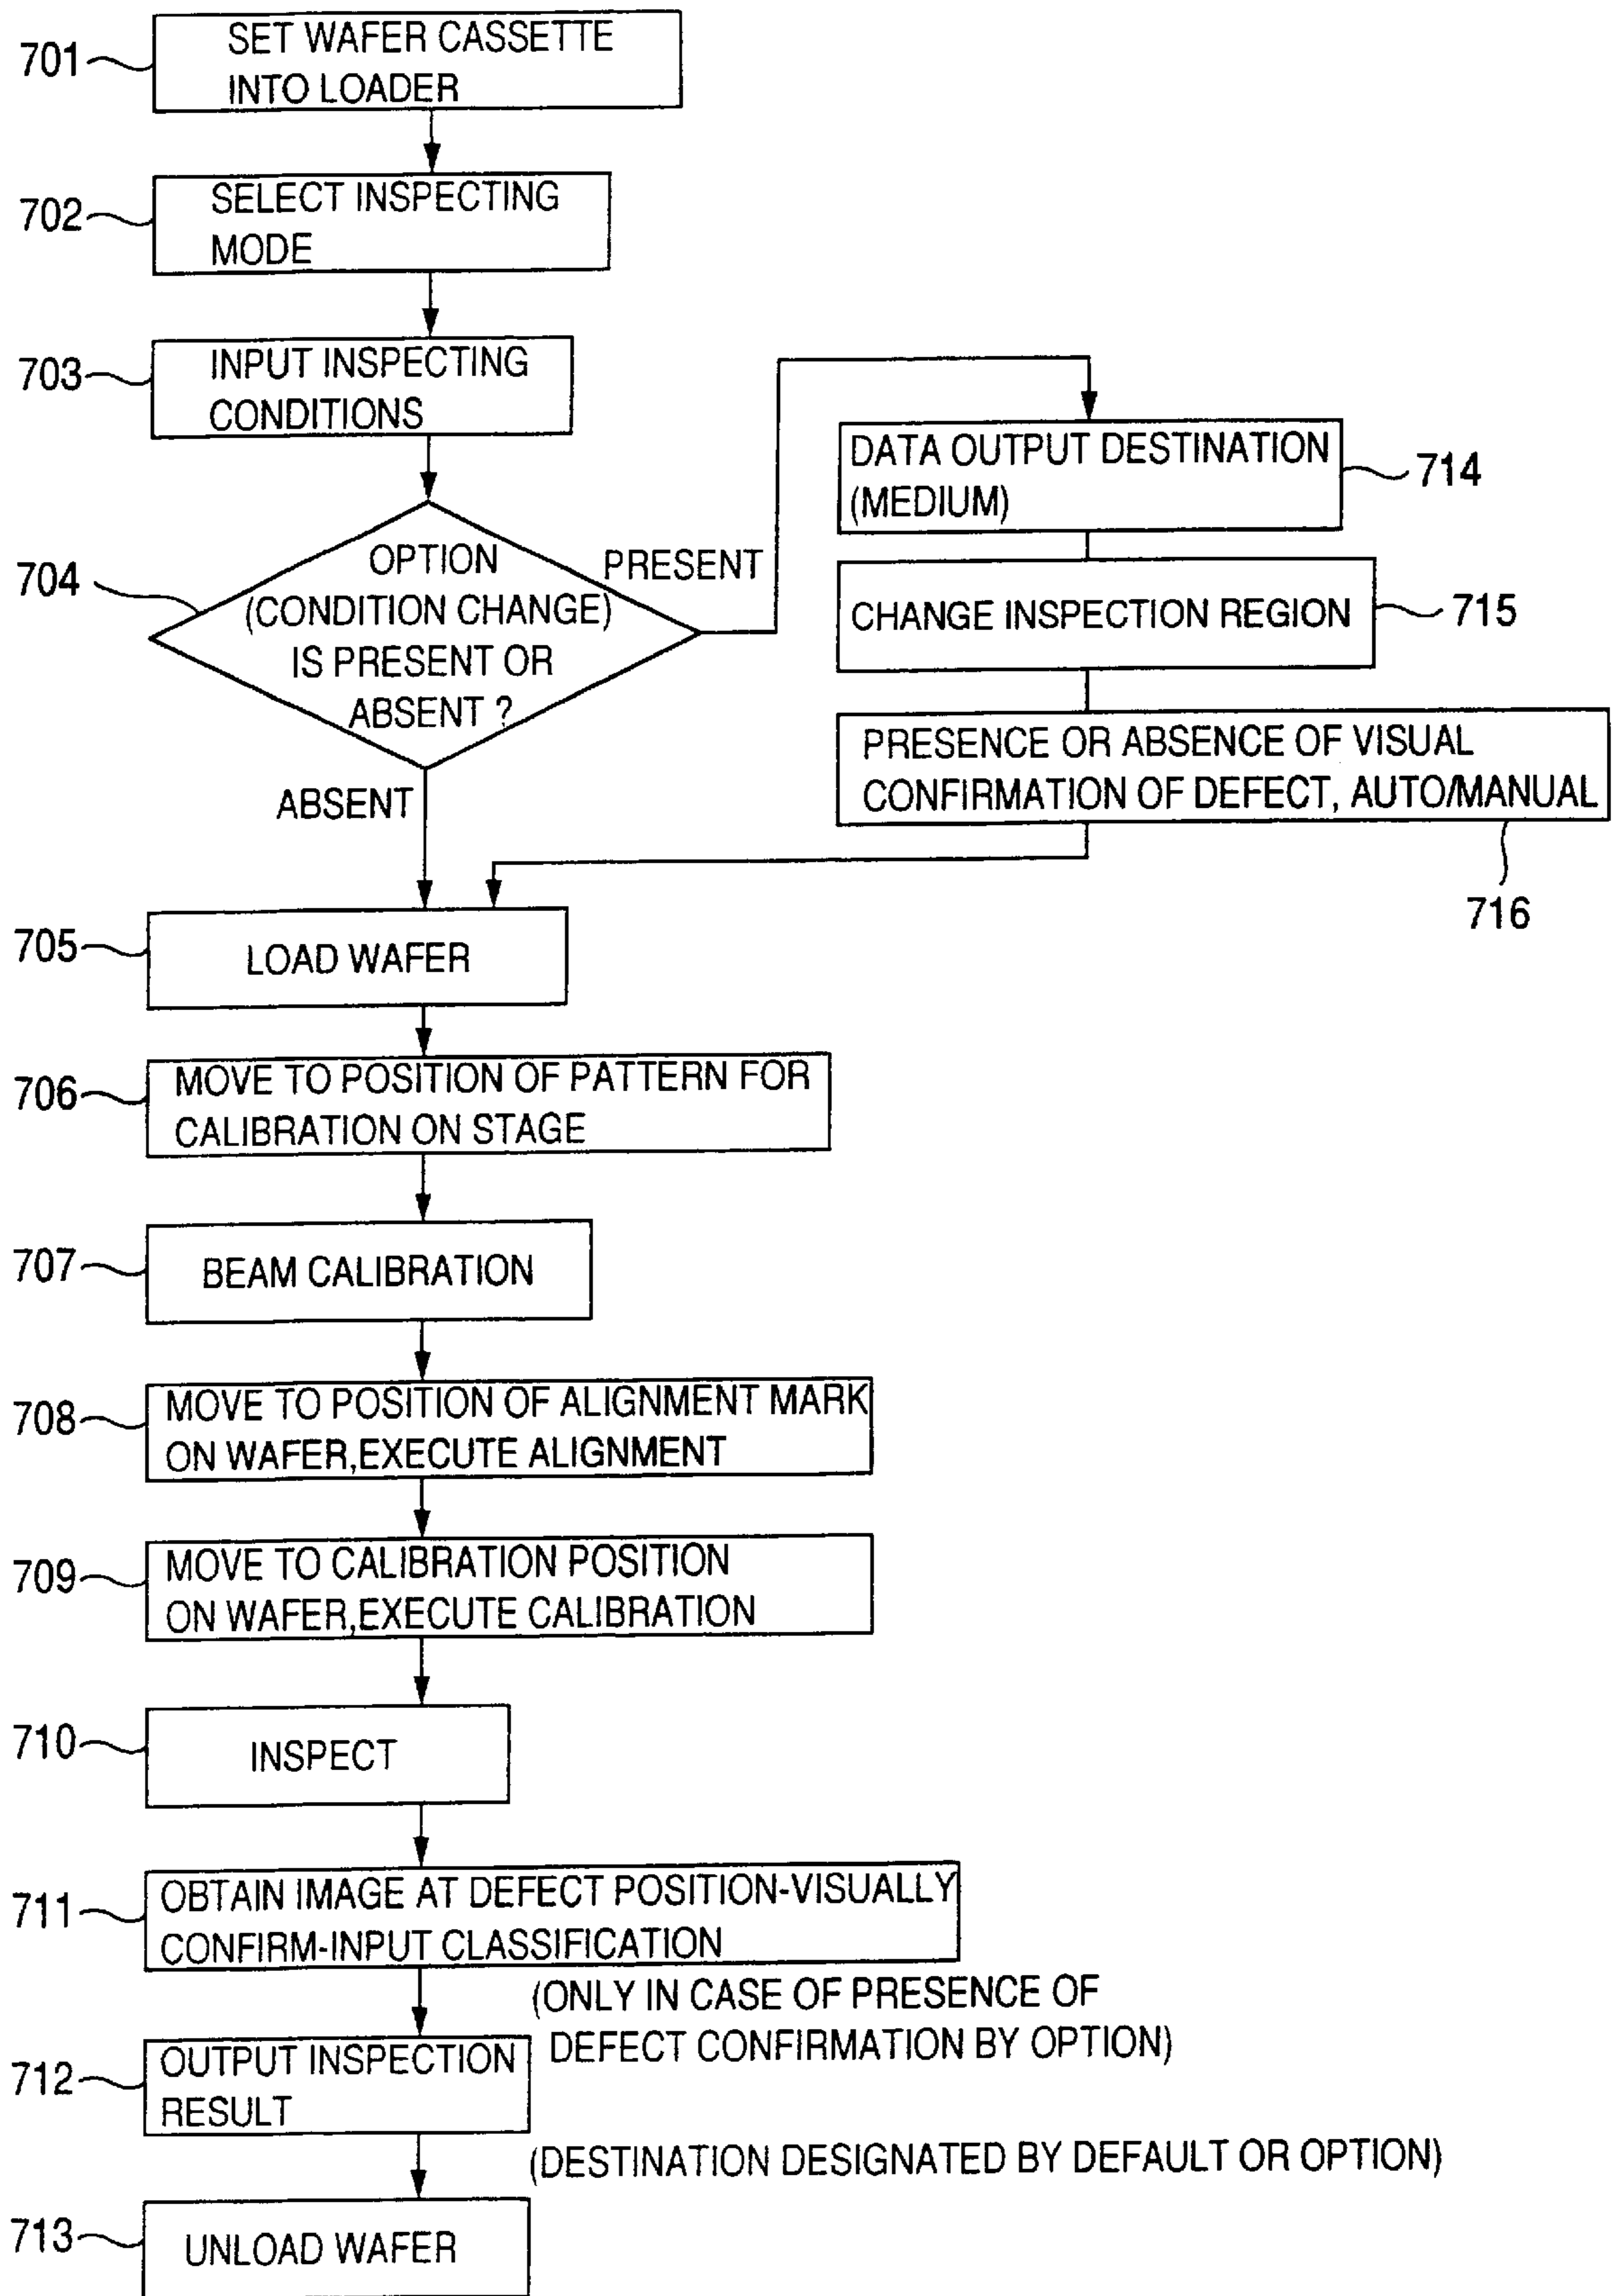 701
SET WAFER CASSETTE
INTO LOADER
702
SELECT INSPECTING
MODE
703
INPUT INSPECTING
CONDITIONS
704
OPTION
(CONDITION CHANGE)
IS PRESENT OR
ABSENT ?
PRESENT
ABSENT
DATA OUTPUT DESTINATION
(MEDIUM)
714
CHANGE INSPECTION REGION
715
PRESENCE OR ABSENCE OF VISUAL
CONFIRMATION OF DEFECT, AUTO/MANUAL
716
705
LOAD WAFER
706
MOVE TO POSITION OF PATTERN FOR
CALIBRATION ON STAGE
707
BEAM CALIBRATION
708
MOVE TO POSITION OF ALIGNMENT MARK
ON WAFER,EXECUTE ALIGNMENT
709
MOVE TO CALIBRATION POSITION
ON WAFER,EXECUTE CALIBRATION
710
INSPECT
711
OBTAIN IMAGE AT DEFECT POSITION-VISUALLY
CONFIRM-INPUT CLASSIFICATION
(ONLY IN CASE OF PRESENCE OF
DEFECT CONFIRMATION BY OPTION)
712
OUTPUT INSPECTION
RESULT
(DESTINATION DESIGNATED BY DEFAULT OR OPTION)
713
UNLOAD WAFER